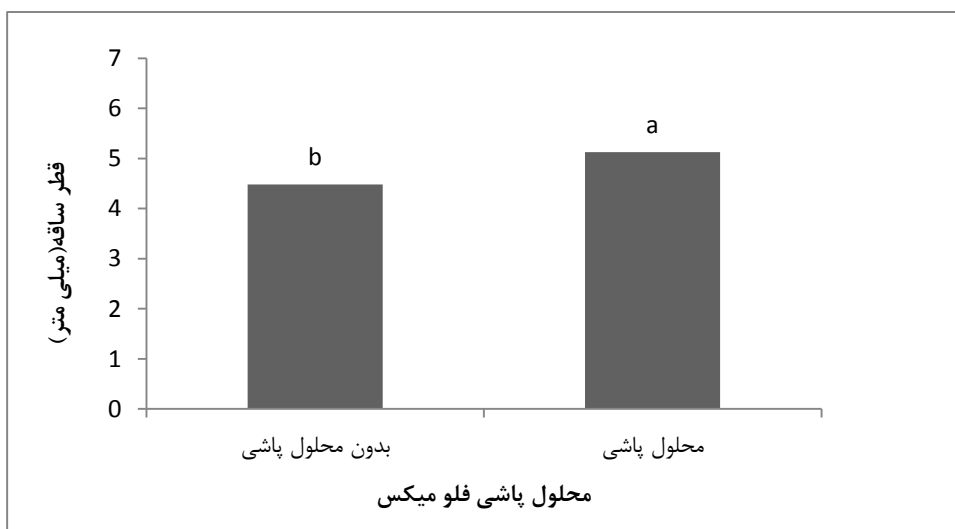 7
6
5
4
3
2
1
0
قطر ساقه(میلی متر)
b
a
بدون محلول پاشی
محلول پاشی
محلول پاشی فلو میکس